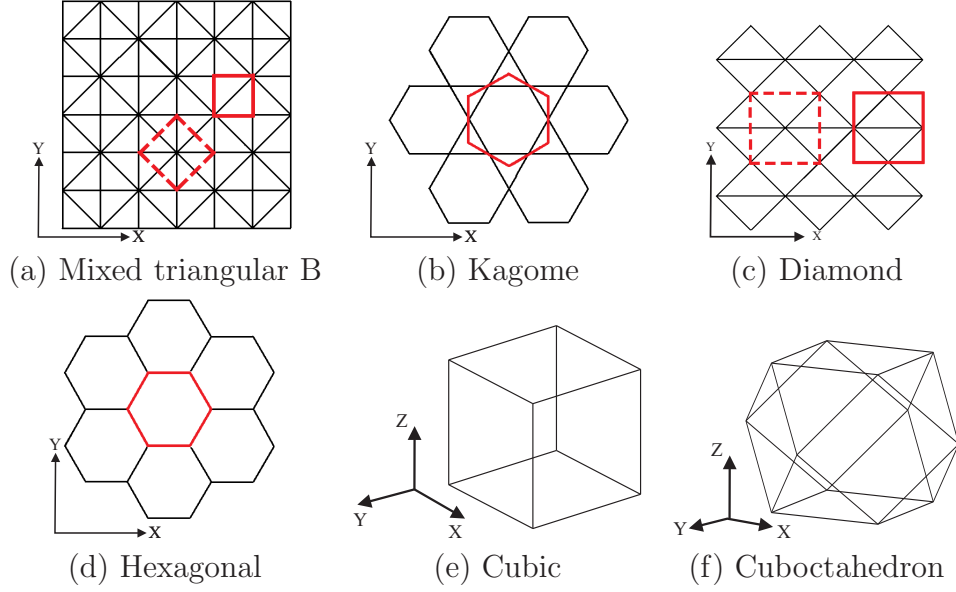 Y
X
(a) Mixed triangular B
Y
X
(b) Kagome
Y
X
(c) Diamond
Y
X
(d) Hexagonal
Z
Y
X
(e) Cubic
Z
Y
X
(f) Cuboctahedron